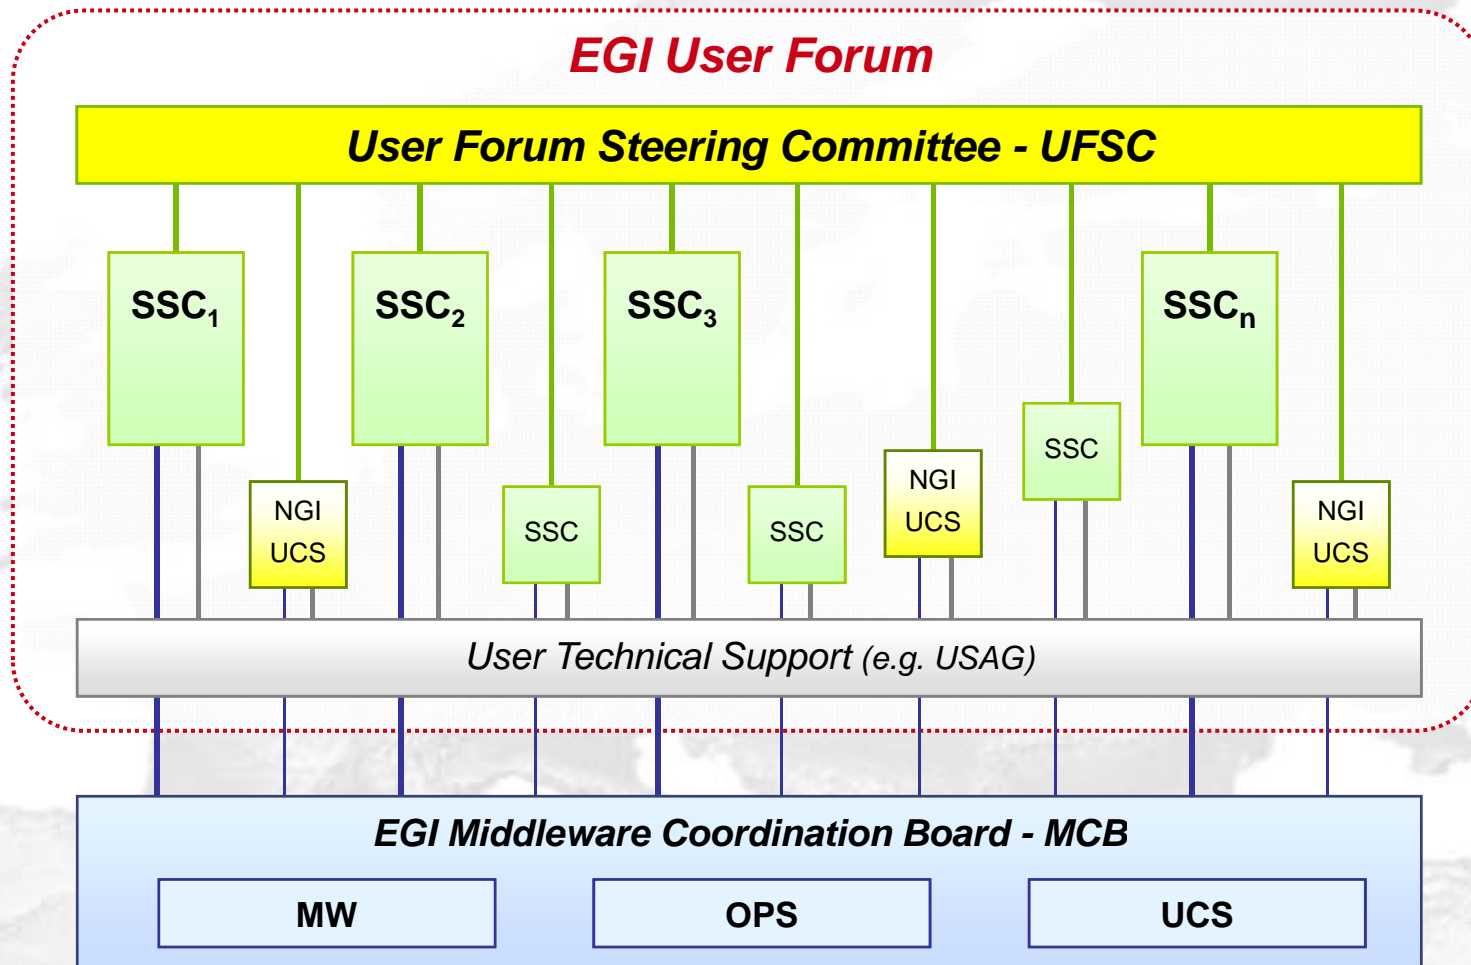 EGI User Forum
User Forum Steering Committee - UFSC
SSC1
SSC2
SSC3
SSCn
NGI
UCS
SSC
SSC
NGI
UCS
SSC
NGI
UCS
User Technical Support (e.g. USAG)
EGI Middleware Coordination Board - MCB
MW
OPS
UCS